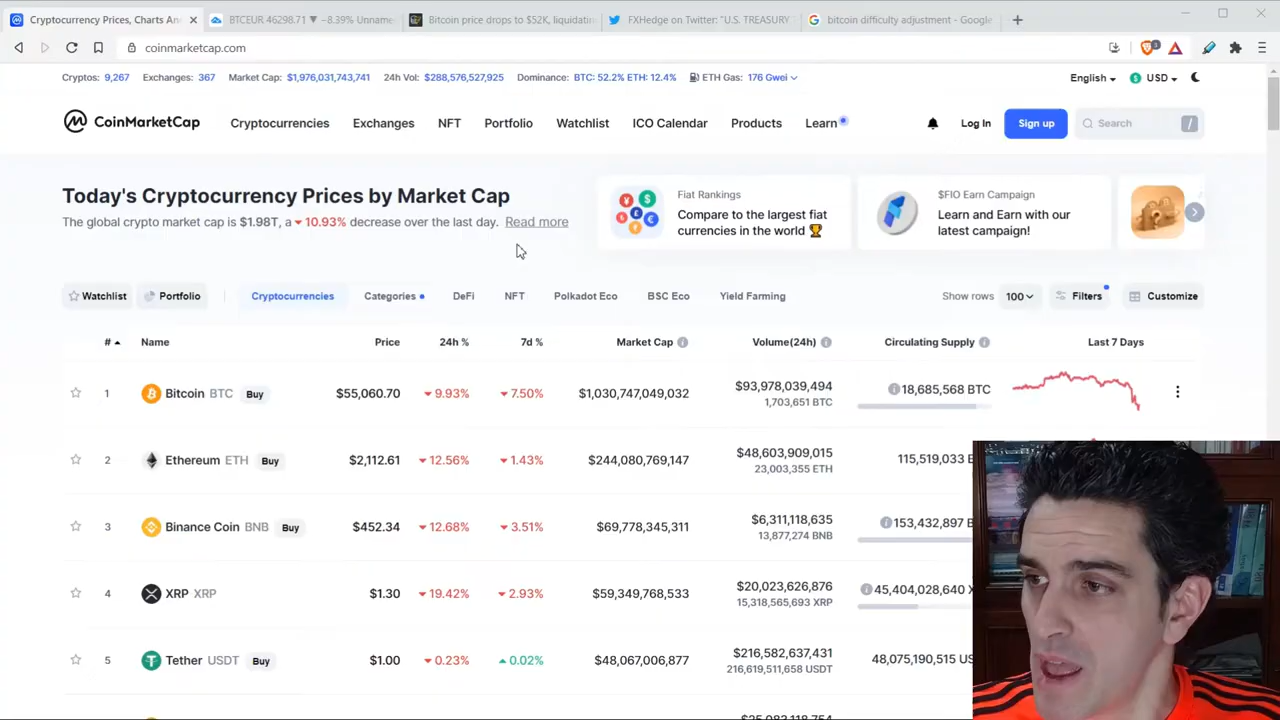 Cryptocurrency Prices, Charts An
BTCEUR 46298.71 ▼ −8.39% Unname
Bitcoin price drops to $52K, liquidatio
FXHedge on Twitter: "U.S. TREASURY
bitcoin difficulty adjustment - Google
coinmarketcap.com
Cryptos: 9,267 Exchanges: 367 Market Cap: $1,976,031,743,741 24h Vol: $288,576,527,925 Dominance: BTC: 52.2% ETH: 12.4% ETH Gas: 176 Gwei
English USD
CoinMarketCap Cryptocurrencies Exchanges NFT Portfolio Watchlist ICO Calendar Products Learn Log In Sign up Search /
Today's Cryptocurrency Prices by Market Cap
The global crypto market cap is $1.98T, a ▼ 10.93% decrease over the last day. Read more
Fiat Rankings
Compare to the largest fiat
currencies in the world
$FIO Earn Campaign
Learn and Earn with our
latest campaign!
Watchlist Portfolio Cryptocurrencies Categories DeFi NFT Polkadot Eco BSC Eco Yield Farming Show rows 100 Filters Customize
# Name Price 24h % 7d % Market Cap Volume(24h) Circulating Supply Last 7 Days
1 Bitcoin BTC Buy $55,060.70 ▼ 9.93% ▼ 7.50% $1,030,747,049,032 $93,978,039,494 18,685,568 BTC
1,703,651 BTC
2 Ethereum ETH Buy $2,112.61 ▼ 12.56% ▼ 1.43% $244,080,769,147 $48,603,909,015 115,519,033 E
23,003,355 ETH
3 Binance Coin BNB Buy $452.34 ▼ 12.68% ▼ 3.51% $69,778,345,311 $6,311,118,635 153,432,897 B
13,877,274 BNB
4 XRP XRP $1.30 ▼ 19.42% ▼ 2.93% $59,349,768,533 $20,023,626,876 45,404,028,640 X
15,318,565,693 XRP
5 Tether USDT Buy $1.00 ▼ 0.23% ▲ 0.02% $48,067,006,877 $216,582,637,431 48,075,190,515 US
216,619,511,658 USDT